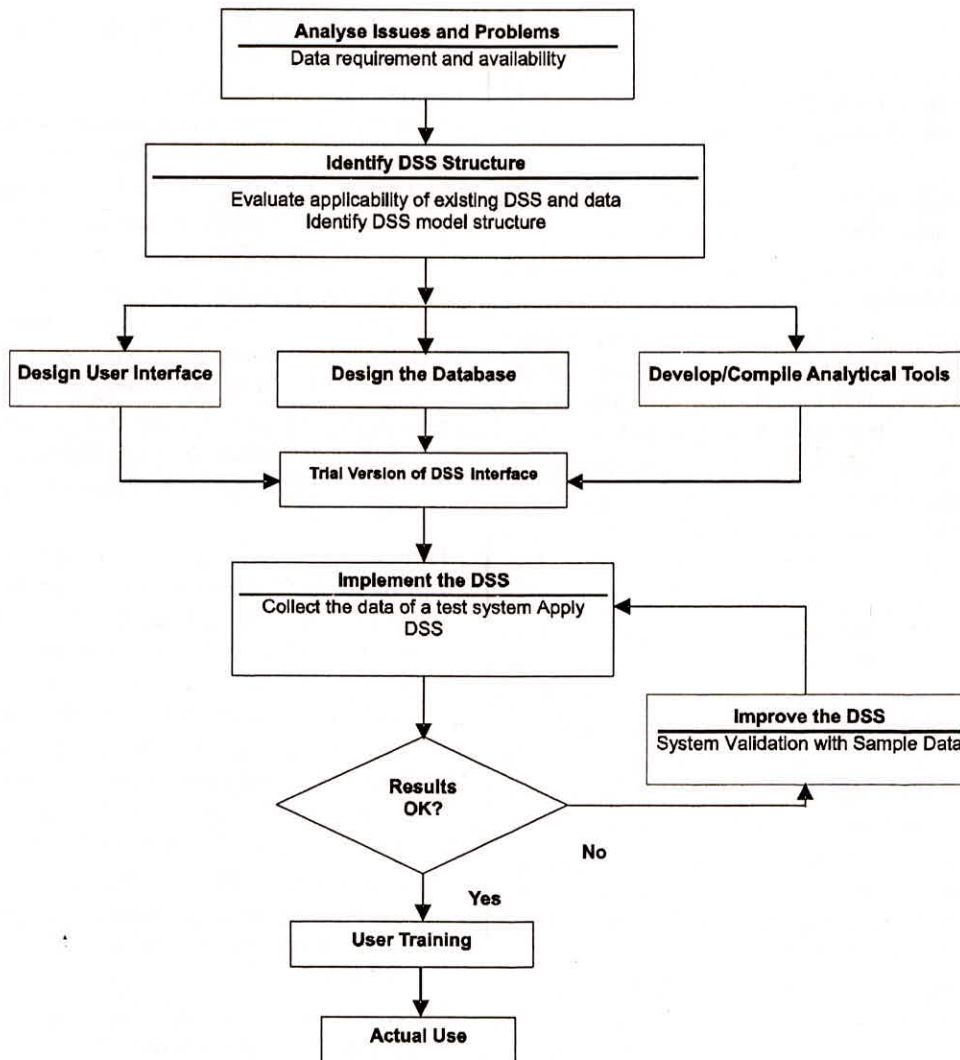 Analyse Issues and Problems
Data requirement and availability
Identify DSS Structure
Evaluate applicability of existing DSS and data
Identify DSS model structure
Design User Interface
Design the Database
Develop/Compile Analytical Tools
Trial Version of DSS Interface
Implement the DSS
Collect the data of a test system Apply
DSS
Improve the DSS
System Validation with Sample Data
Results
OK?
No
Yes
User Training
Actual Use